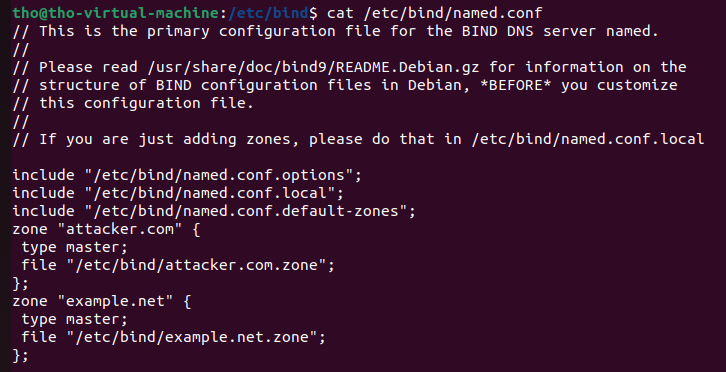 tho@tho-virtual-machine:/etc/bind$ cat /etc/bind/named.conf
// This is the primary configuration file for the BIND DNS server named.
//
// Please read /usr/share/doc/bind9/README.Debian.gz for information on the
// structure of BIND configuration files in Debian, *BEFORE* you customize
// this configuration file.
//
// If you are just adding zones, please do that in /etc/bind/named.conf.local

include "/etc/bind/named.conf.options";
include "/etc/bind/named.conf.local";
include "/etc/bind/named.conf.default-zones";
zone "attacker.com" {
 type master;
 file "/etc/bind/attacker.com.zone";
};
zone "example.net" {
 type master;
 file "/etc/bind/example.net.zone";
};